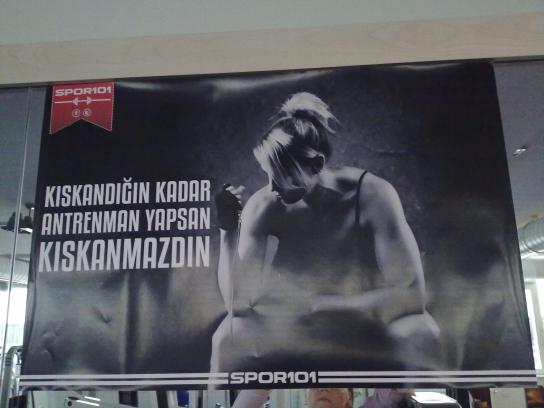 SPOR101
KISKANDIĞIN KADAR
ANTRENMAN YAPSAN
KISKANMAZDIN
SPOR101